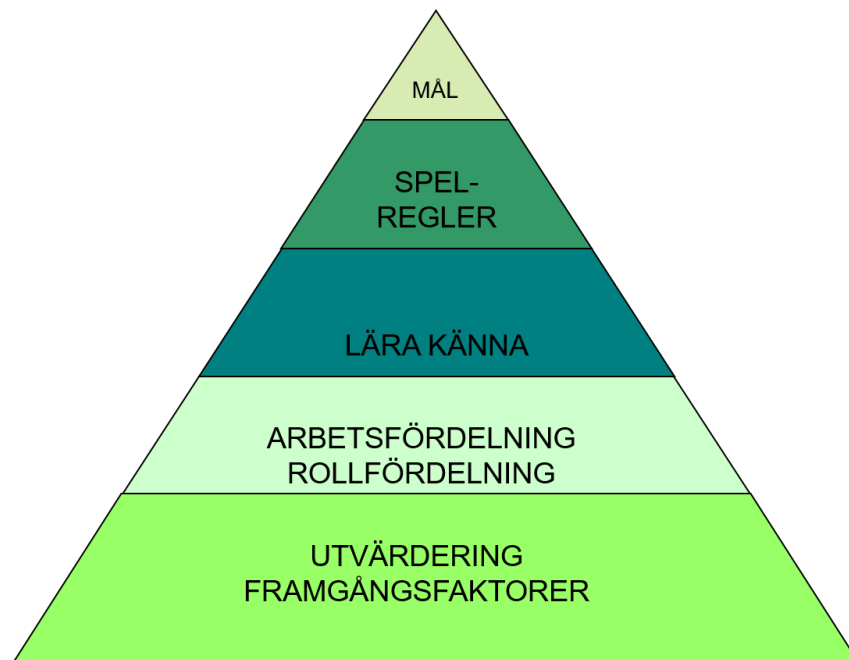 MÅL
SPEL-
REGLER
LÄRA KÄNNA
ARBETSFÖRDELNING
ROLLFÖRDELNING
UTVÄRDERING
FRAMGÅNGSFAKTORER